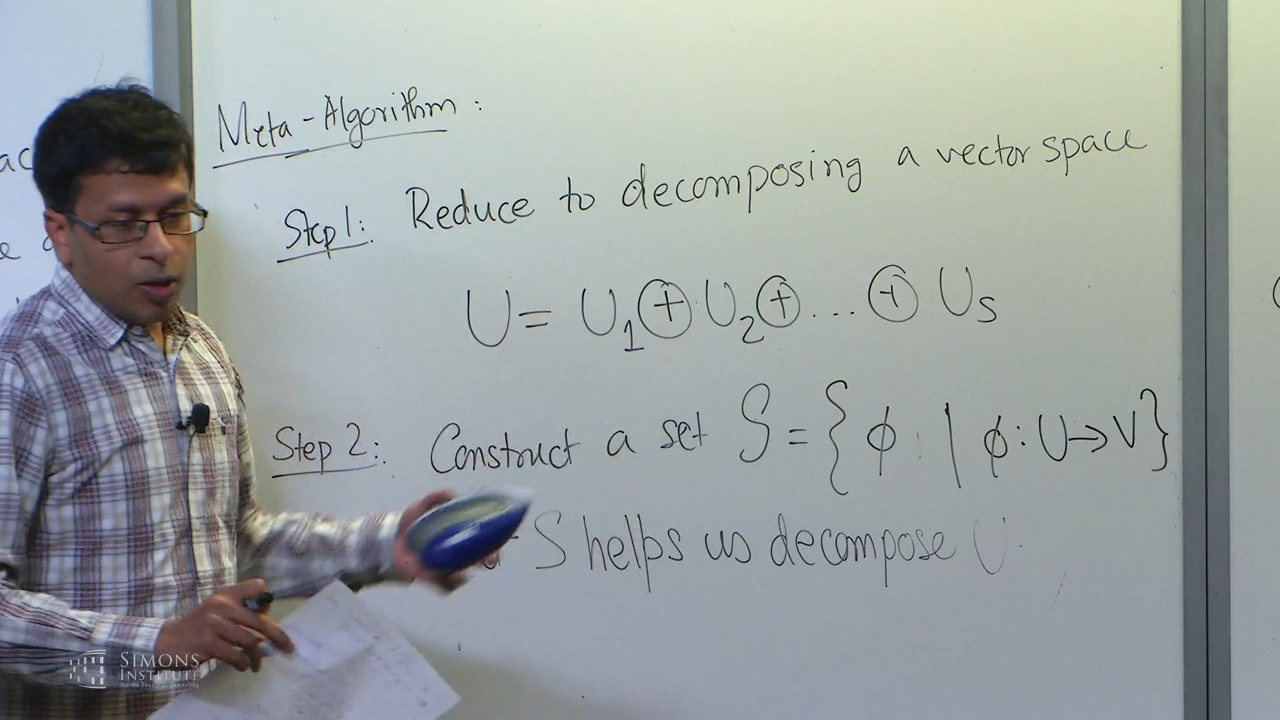 Meta-Algorithm:
Step 1: Reduce to decomposing a vector space
U = U₁ ⊕ U₂ ⊕ ... ⊕ Us
Step 2: Construct a set S = { φ | φ: U → V }
S helps us decompose U.
SIMONS
INSTITUTE